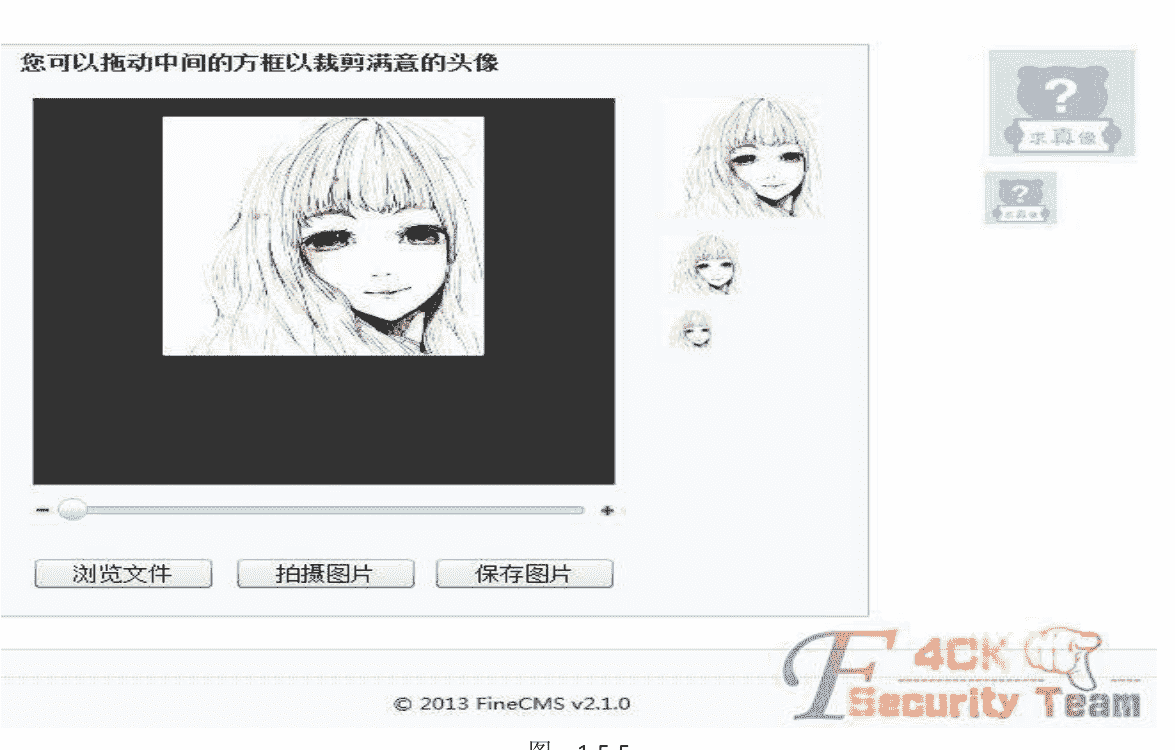 您可以拖动中间的方框以裁剪满意的头像
?
求真像
?
求真像
浏览文件
拍摄图片
保存图片
© 2013 FineCMS v2.1.0
F4CK
Security Team
图 1-5-5